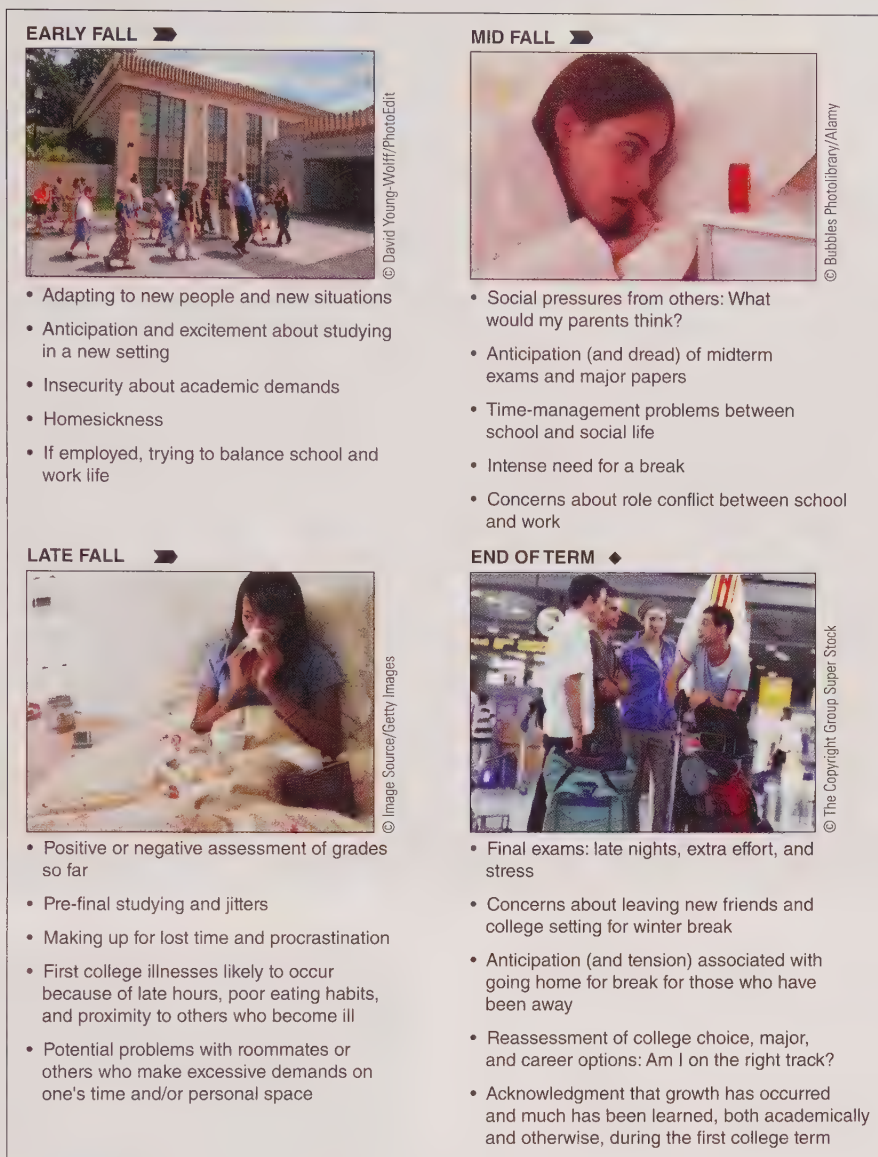 EARLY FALL
© David Young-Wolff/PhotoEdit
• Adapting to new people and new situations
• Anticipation and excitement about studying
in a new setting
• Insecurity about academic demands
• Homesickness
• If employed, trying to balance school and
work life
MID FALL
© Bubbles Photolibrary/Alamy
• Social pressures from others: What
would my parents think?
• Anticipation (and dread) of midterm
exams and major papers
• Time-management problems between
school and social life
• Intense need for a break
• Concerns about role conflict between school
and work
LATE FALL
© Image Source/Getty Images
• Positive or negative assessment of grades
so far
• Pre-final studying and jitters
• Making up for lost time and procrastination
• First college illnesses likely to occur
because of late hours, poor eating habits,
and proximity to others who become ill
• Potential problems with roommates or
others who make excessive demands on
one's time and/or personal space
END OF TERM
© The Copyright Group Super Stock
• Final exams: late nights, extra effort, and
stress
• Concerns about leaving new friends and
college setting for winter break
• Anticipation (and tension) associated with
going home for break for those who have
been away
• Reassessment of college choice, major,
and career options: Am I on the right track?
• Acknowledgment that growth has occurred
and much has been learned, both academically
and otherwise, during the first college term